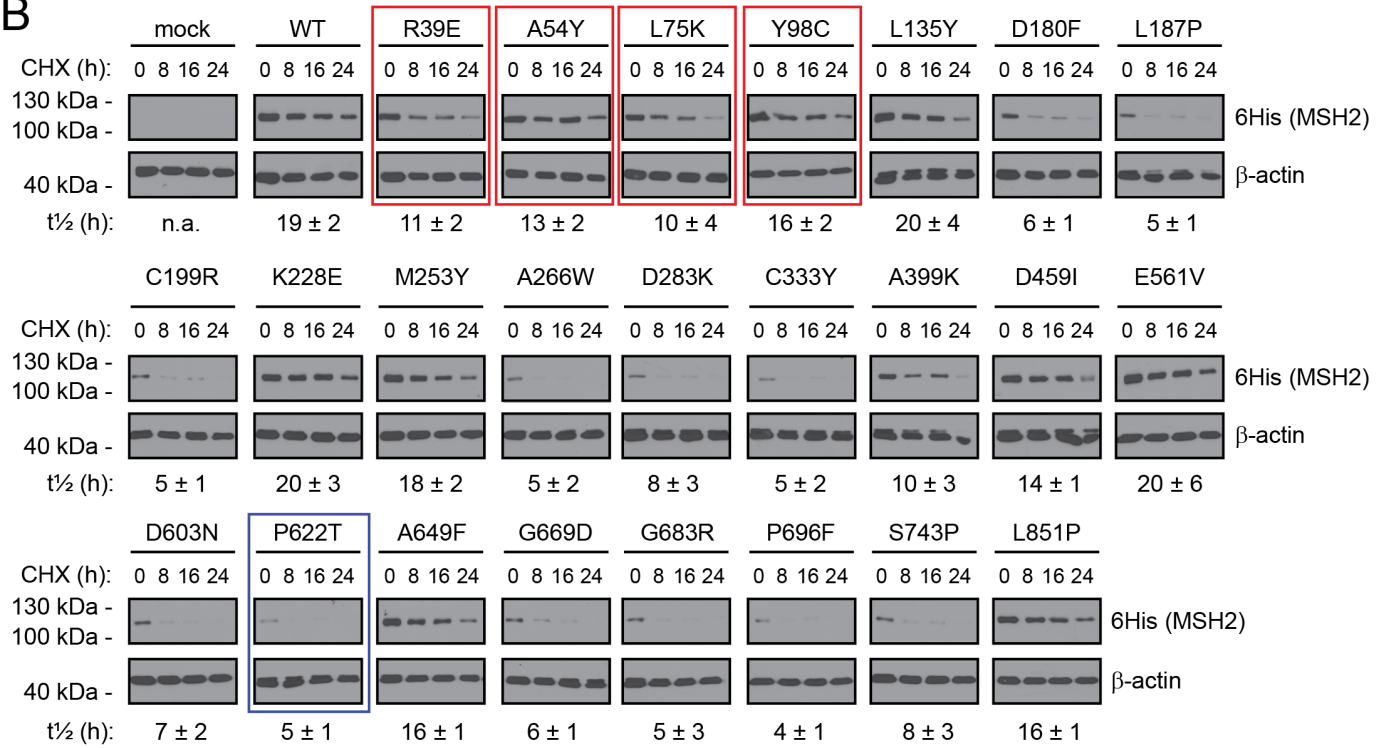 B
mock WT R39E A54Y L75K Y98C L135Y D180F L187P
CHX (h): 0 8 16 24 0 8 16 24 0 8 16 24 0 8 16 24 0 8 16 24 0 8 16 24 0 8 16 24 0 8 16 24 0 8 16 24
130 kDa -
100 kDa -
6His (MSH2)
40 kDa -
β-actin
t½ (h): n.a. 19 ± 2 11 ± 2 13 ± 2 10 ± 4 16 ± 2 20 ± 4 6 ± 1 5 ± 1
C199R K228E M253Y A266W D283K C333Y A399K D459I E561V
CHX (h): 0 8 16 24 0 8 16 24 0 8 16 24 0 8 16 24 0 8 16 24 0 8 16 24 0 8 16 24 0 8 16 24 0 8 16 24
130 kDa -
100 kDa -
6His (MSH2)
40 kDa -
β-actin
t½ (h): 5 ± 1 20 ± 3 18 ± 2 5 ± 2 8 ± 3 5 ± 2 10 ± 3 14 ± 1 20 ± 6
D603N P622T A649F G669D G683R P696F S743P L851P
CHX (h): 0 8 16 24 0 8 16 24 0 8 16 24 0 8 16 24 0 8 16 24 0 8 16 24 0 8 16 24 0 8 16 24
130 kDa -
100 kDa -
6His (MSH2)
40 kDa -
β-actin
t½ (h): 7 ± 2 5 ± 1 16 ± 1 6 ± 1 5 ± 3 4 ± 1 8 ± 3 16 ± 1